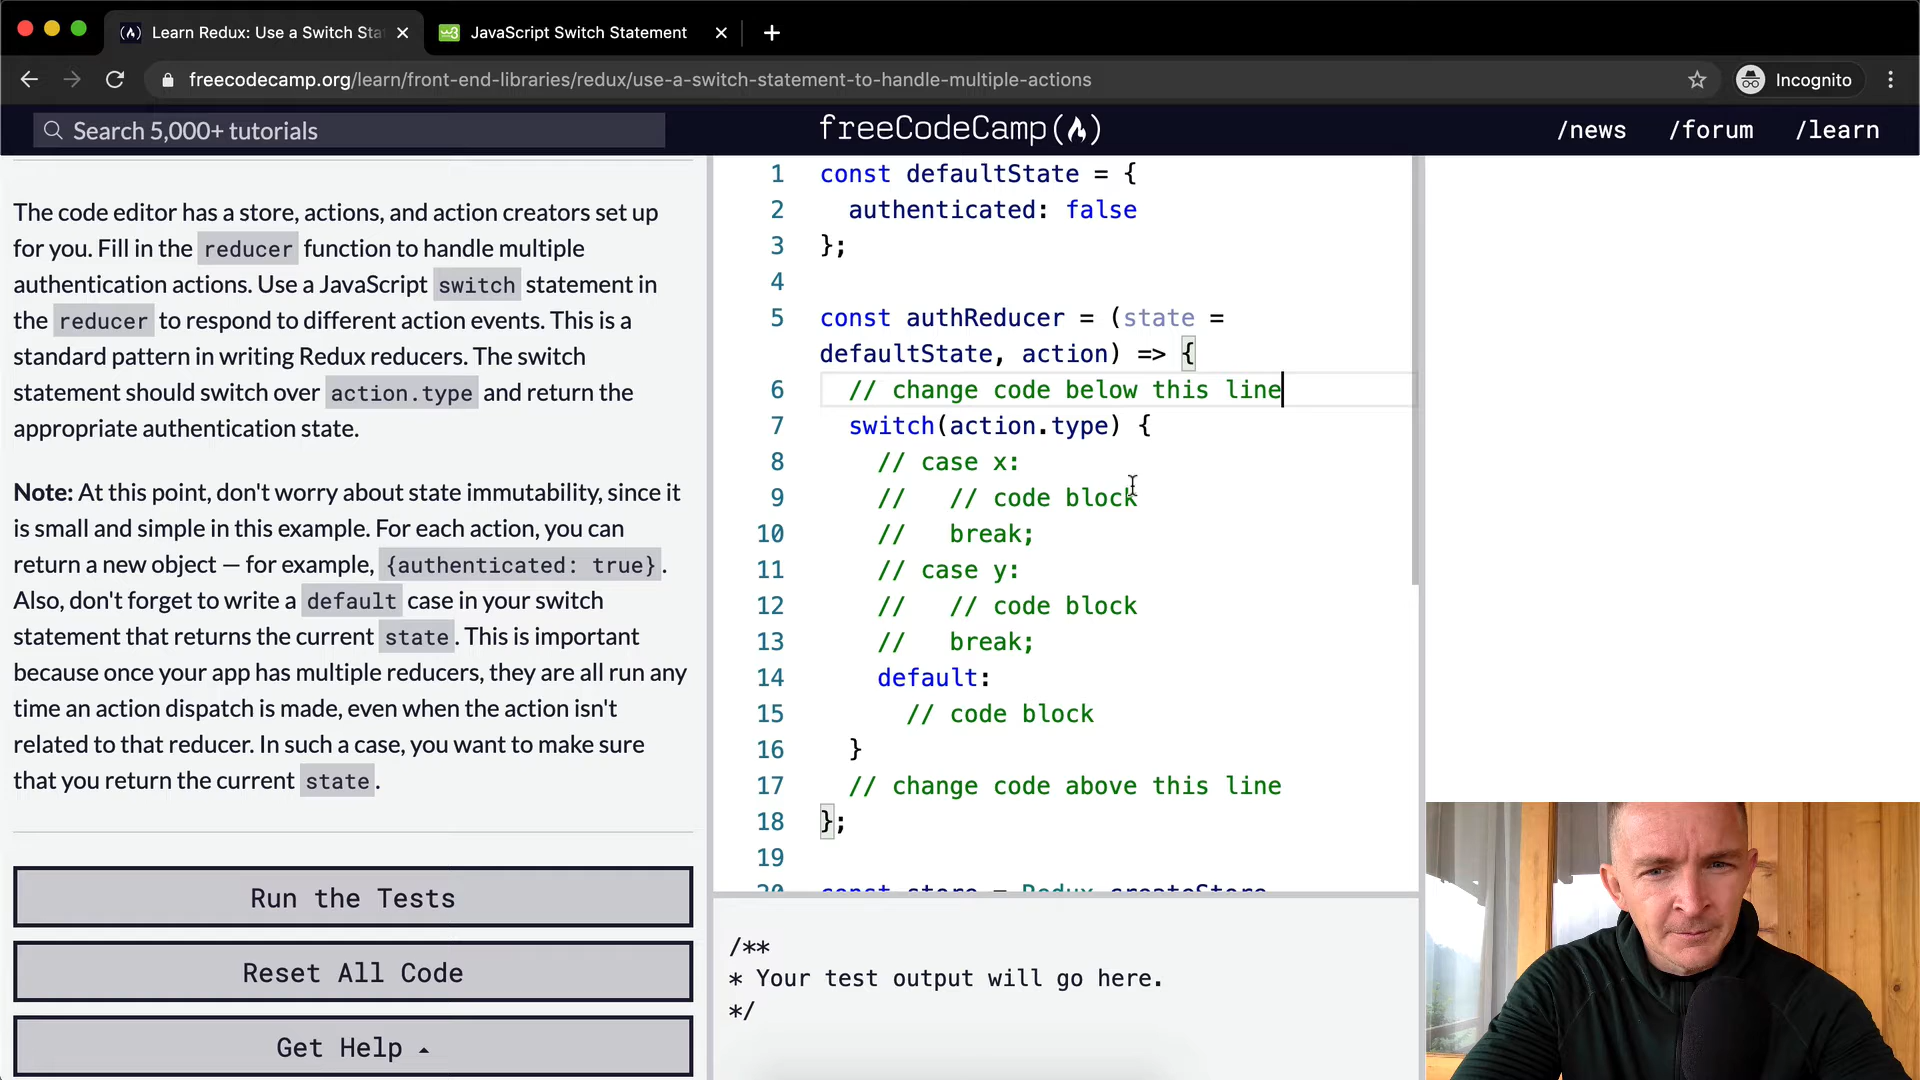 Learn Redux: Use a Switch Sta
JavaScript Switch Statement
freecodecamp.org/learn/front-end-libraries/redux/use-a-switch-statement-to-handle-multiple-actions
Incognito
Search 5,000+ tutorials
freeCodeCamp
/news
/forum
/learn
The code editor has a store, actions, and action creators set up
for you. Fill in the reducer function to handle multiple
authentication actions. Use a JavaScript switch statement in
the reducer to respond to different action events. This is a
standard pattern in writing Redux reducers. The switch
statement should switch over action.type and return the
appropriate authentication state.
Note: At this point, don't worry about state immutability, since it
is small and simple in this example. For each action, you can
return a new object — for example, {authenticated: true}.
Also, don't forget to write a default case in your switch
statement that returns the current state. This is important
because once your app has multiple reducers, they are all run any
time an action dispatch is made, even when the action isn't
related to that reducer. In such a case, you want to make sure
that you return the current state.
Run the Tests
Reset All Code
Get Help
1 const defaultState = {
2 authenticated: false
3 };
4
5 const authReducer = (state =
defaultState, action) => {
6 // change code below this line
7 switch(action.type) {
8 // case x:
9 // // code block
10 // break;
11 // case y:
12 // // code block
13 // break;
14 default:
15 // code block
16 }
17 // change code above this line
18 };
19
20 const store = Redux.createStore
/**
* Your test output will go here.
*/